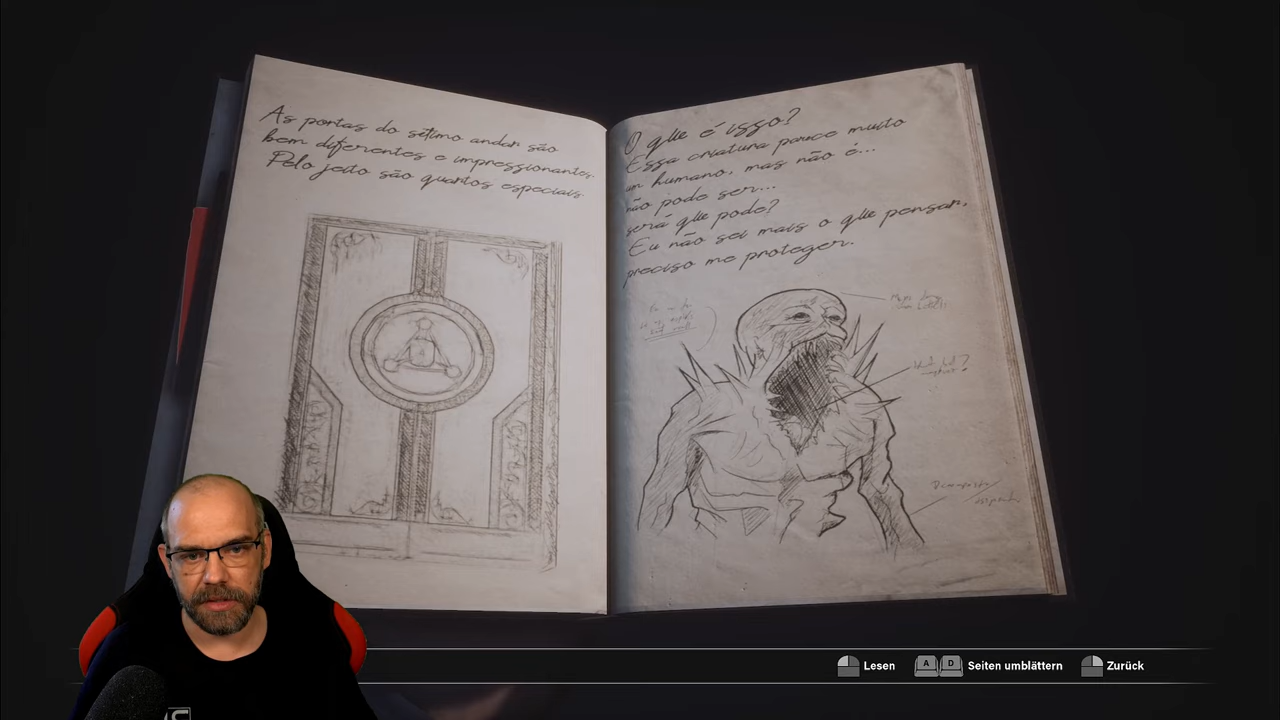 As portas do sétimo andar são
bem diferentes e impressionantes.
Pelo jeito são quartos especiais.
O que é isso?
Essa criatura parece muito
um humano, mas não é...
não pode ser...
será que pode?
Eu não sei mais o que pensar,
preciso me proteger.
Lesen
A D Seiten umblättern
Zurück